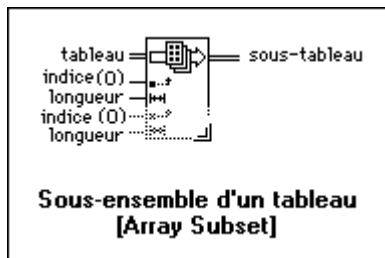 tableau
sous-tableau
indice(0)
longueur
indice (0)
longueur
Sous-ensemble d'un tableau
[Array Subset]